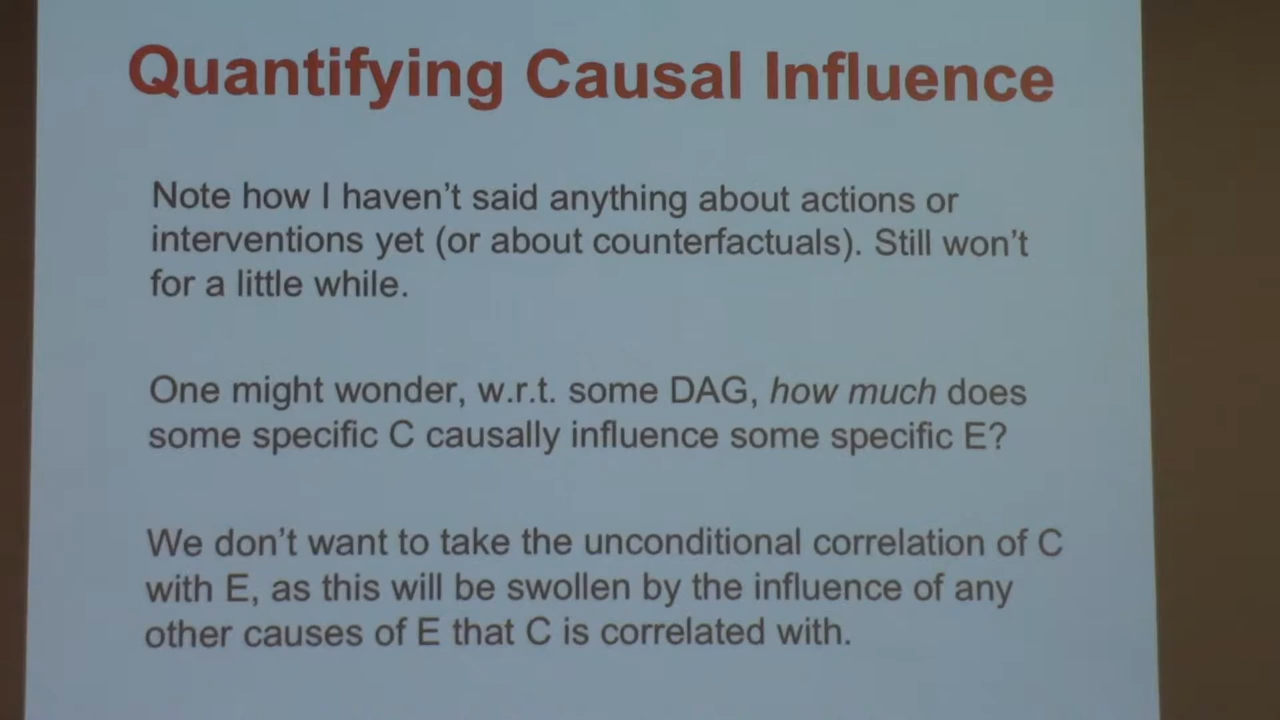 Quantifying Causal Influence
Note how I haven't said anything about actions or
interventions yet (or about counterfactuals). Still won't
for a little while.
One might wonder, w.r.t. some DAG, how much does
some specific C causally influence some specific E?
We don't want to take the unconditional correlation of C
with E, as this will be swollen by the influence of any
other causes of E that C is correlated with.